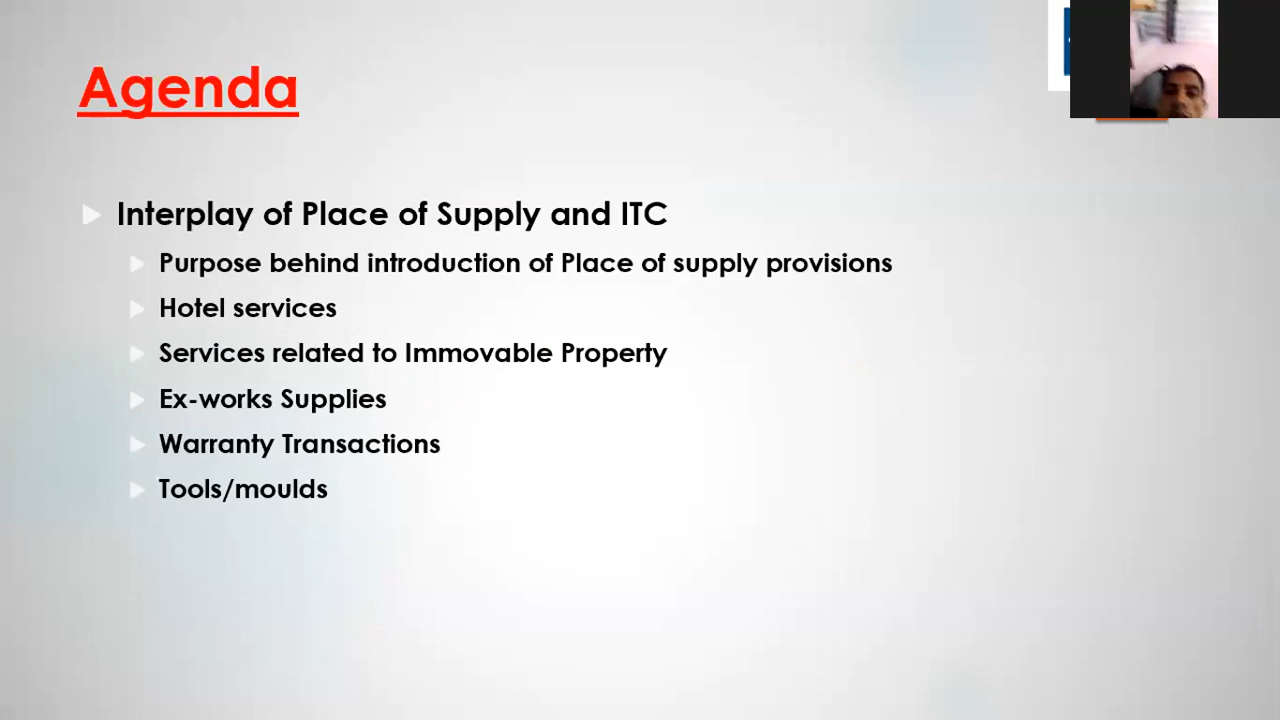 Agenda
Interplay of Place of Supply and ITC
Purpose behind introduction of Place of supply provisions
Hotel services
Services related to Immovable Property
Ex-works Supplies
Warranty Transactions
Tools/moulds